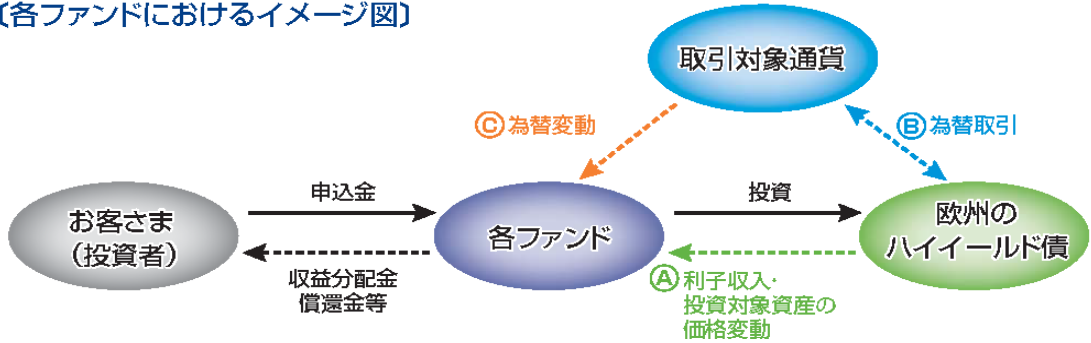 〔各ファンドにおけるイメージ図〕
取引対象通貨
Ⓒ為替変動
Ⓑ為替取引
お客さま
（投資者）
申込金
収益分配金
償還金等
各ファンド
投資
Ⓐ利子収入・
投資対象資産の
価格変動
欧州の
ハイイールド債